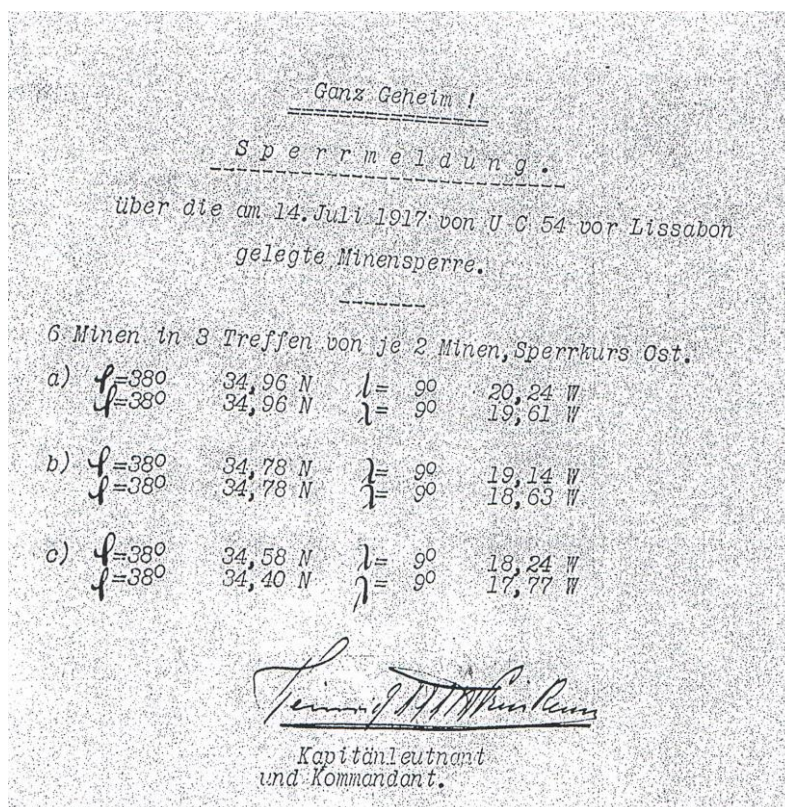 Ganz Geheim !
Sperrmeldung.
über die am 14.Juli 1917 von U C 54 vor Lissabon
gelegte Minensperre.
6 Minen in 3 Treffen von je 2 Minen,Sperrkurs Ost.
a) φ=38° 34,96 N λ= 9° 20,24 W
φ=38° 34,96 N λ= 9° 19,61 W
b) φ=38° 34,78 N λ= 9° 19,14 W
φ=38° 34,78 N λ= 9° 18,63 W
c) φ=38° 34,58 N λ= 9° 18,24 W
φ=38° 34,40 N λ= 9° 17,77 W
Kapitänleutnant
und Kommandant.